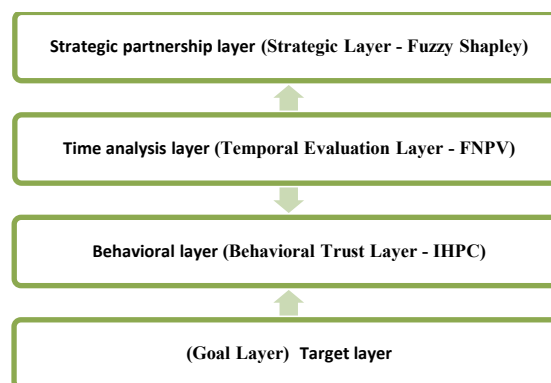 Strategic partnership layer (Strategic Layer - Fuzzy Shapley)
Time analysis layer (Temporal Evaluation Layer - FNPV)
Behavioral layer (Behavioral Trust Layer - IHPC)
(Goal Layer) Target layer